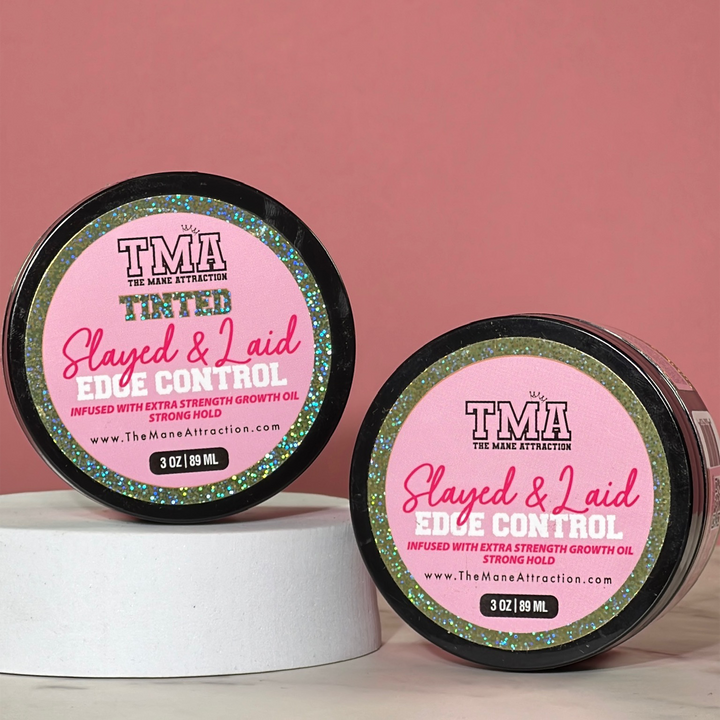 TMA
THE MANE ATTRACTION
TINTED
Slayed & Laid
EDGE CONTROL
INFUSED WITH EXTRA STRENGTH GROWTH OIL
STRONG HOLD
www.TheManeAttraction.com
3 OZ | 89 ML
TMA
THE MANE ATTRACTION
Slayed & Laid
EDGE CONTROL
INFUSED WITH EXTRA STRENGTH GROWTH OIL
STRONG HOLD
www.TheManeAttraction.com
3 OZ | 89 ML